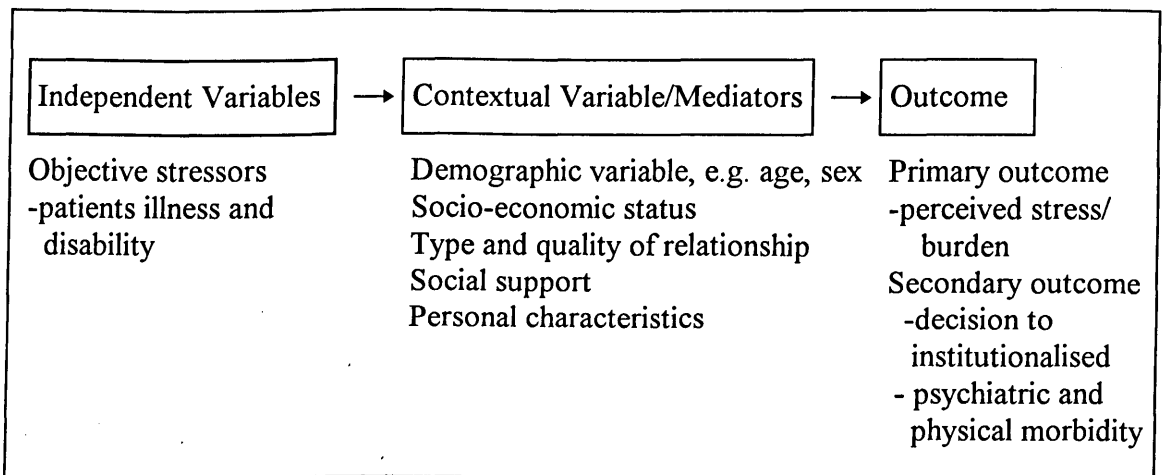 Independent Variables → Contextual Variable/Mediators → Outcome
Objective stressors
-patients illness and
disability
Demographic variable, e.g. age, sex
Socio-economic status
Type and quality of relationship
Social support
Personal characteristics
Primary outcome
-perceived stress/
burden
Secondary outcome
-decision to
institutionalised
- psychiatric and
physical morbidity